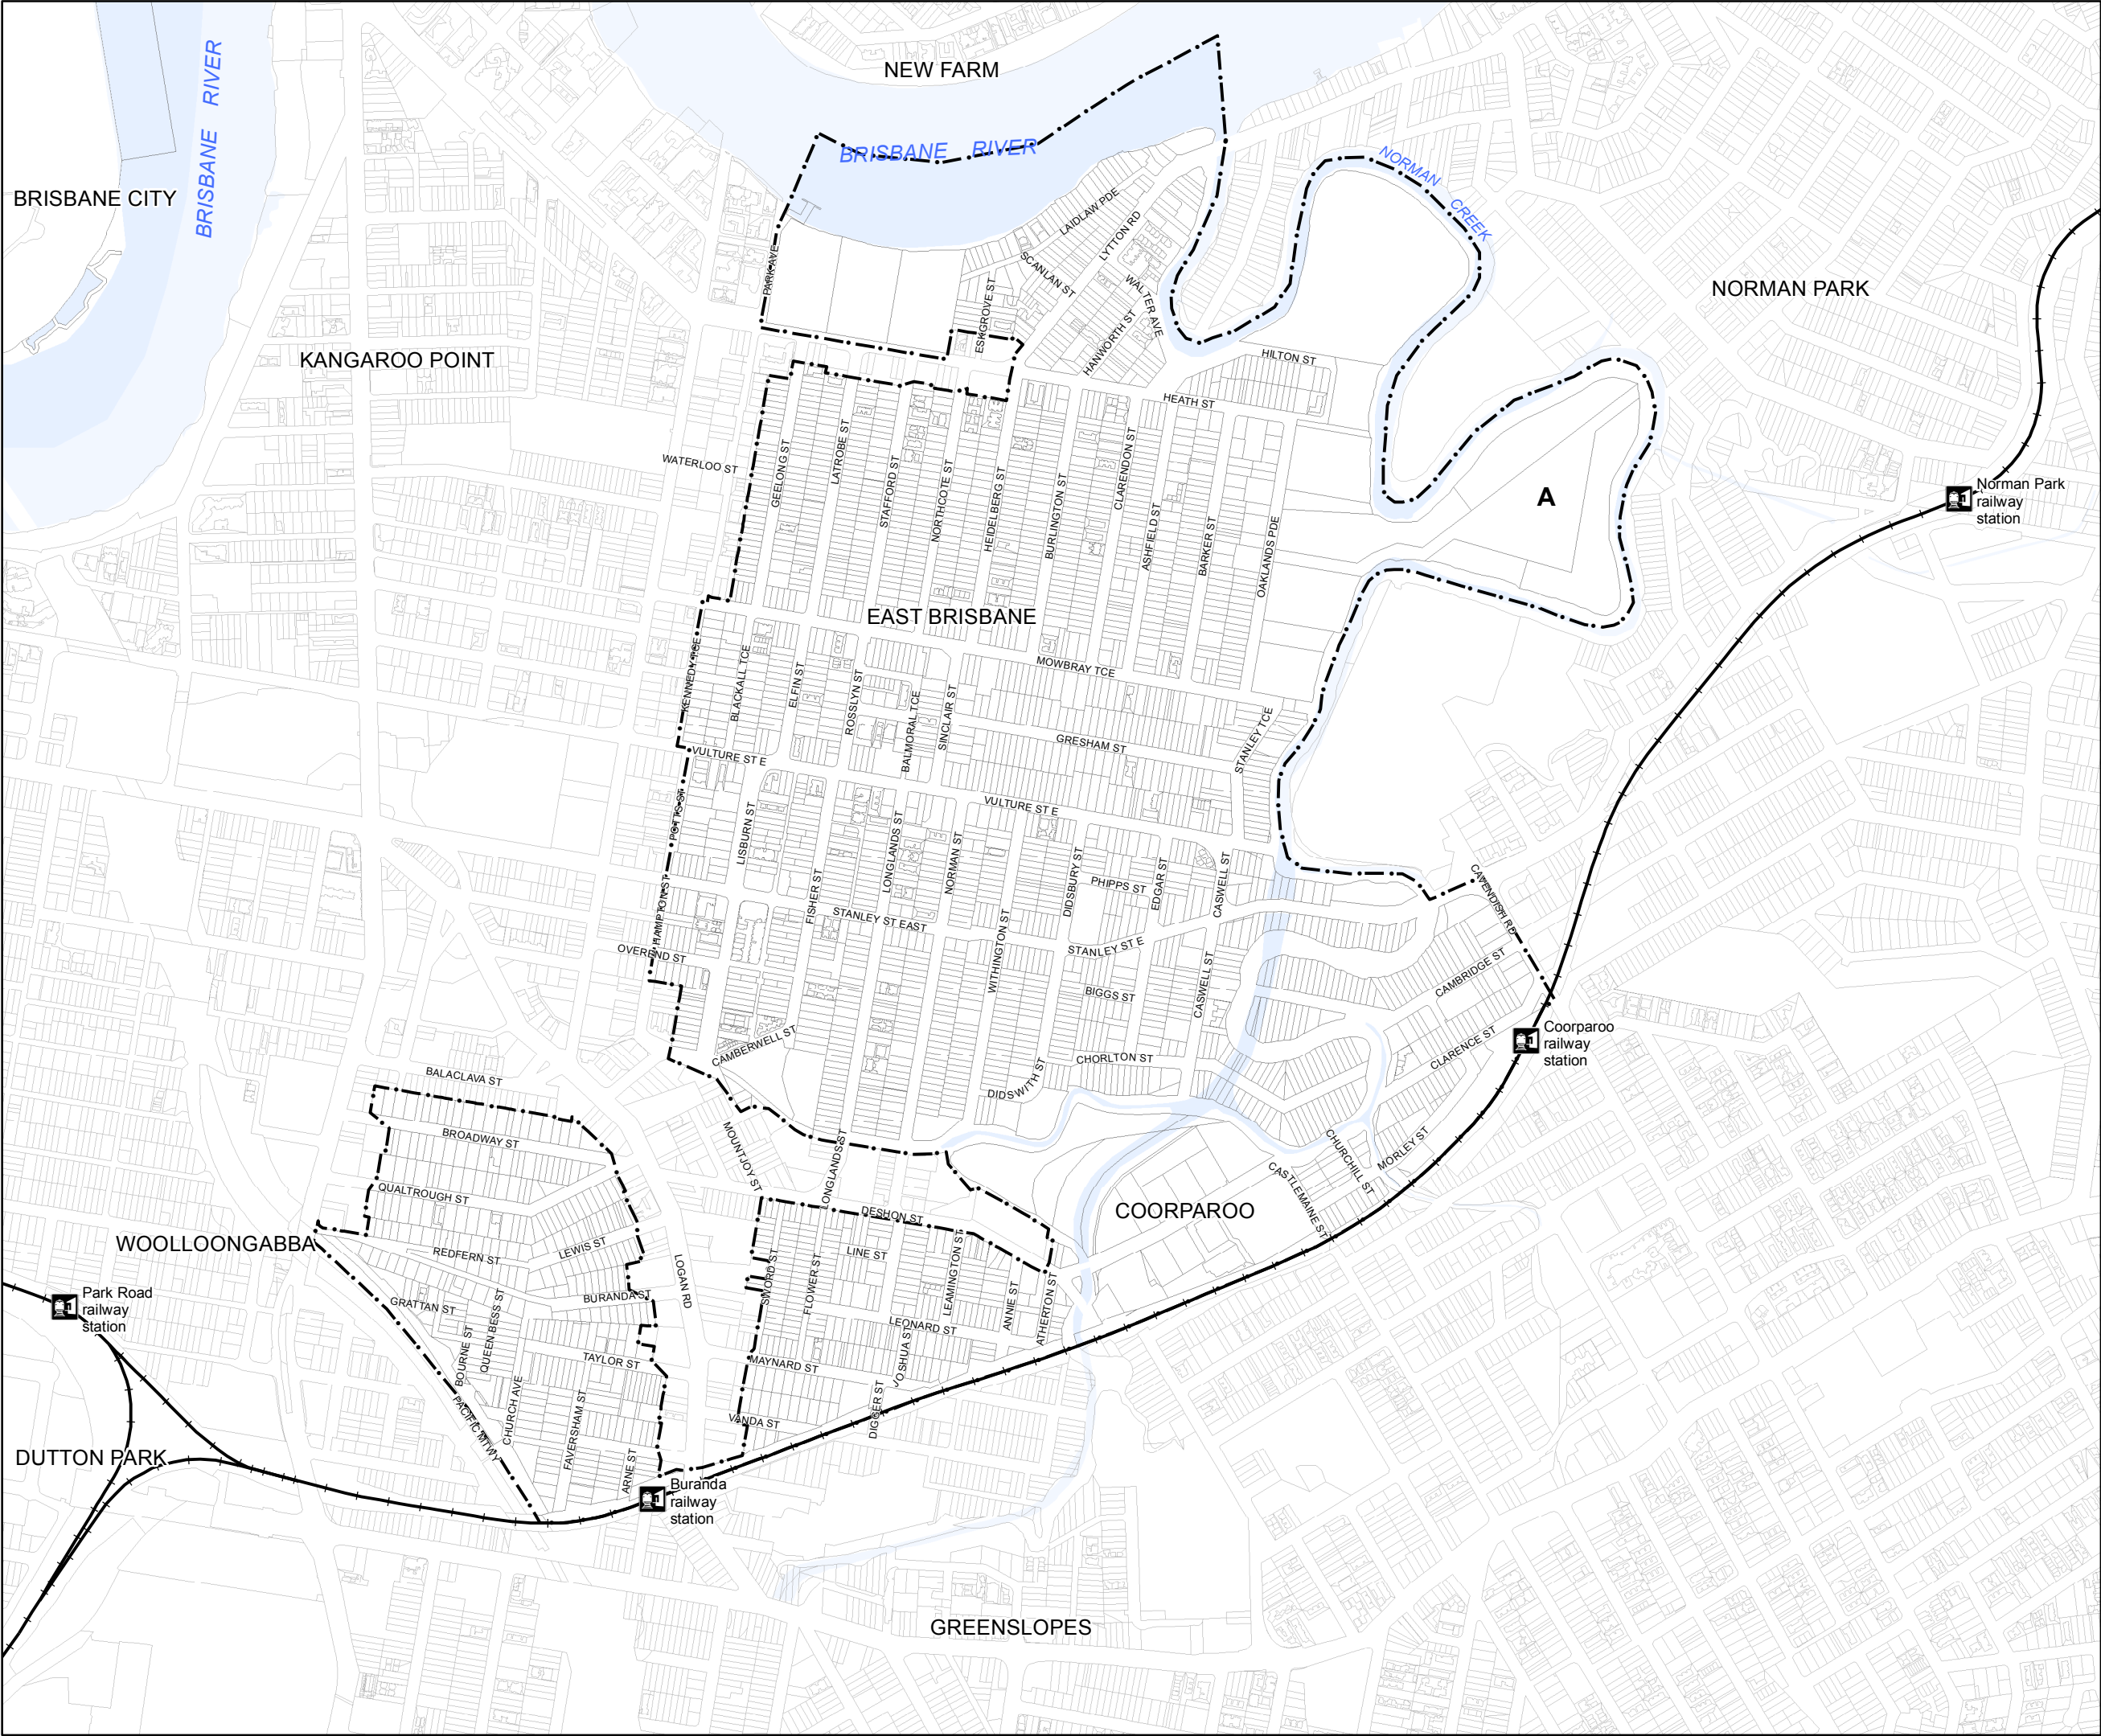 NEW FARM
BRISBANE RIVER
BRISBANE RIVER
BRISBANE CITY
NORMAN
CREEK
LAIDLAW PDE
LYTTON RD
SCANLAN ST
WALTER AVE
PARK AVE
ESKGROVE ST
HANWORTH ST
NORMAN PARK
KANGAROO POINT
HILTON ST
HEATH ST
WATERLOO ST
GEELONG ST
LATROBE ST
STAFFORD ST
NORTHCOTE ST
HEIDELBERG ST
BURLINGTON ST
CLARENDON ST
ASHFIELD ST
BARKER ST
OAKLANDS PDE
A
Norman Park
railway
station
EAST BRISBANE
KENNEDY TCE
BLACKALL TCE
ELFIN ST
ROSSLYN ST
BALMORAL TCE
SINCLAIR ST
MOWBRAY TCE
GRESHAM ST
STANLEY TCE
VULTURE ST E
VULTURE ST E
POTTS ST
LISBURN ST
LONGLANDS ST
NORMAN ST
FISHER ST
DIDSBURY ST
PHIPPS ST
EDGAR ST
CASWELL ST
CAVENDISH RD
HAMPTON ST
STANLEY ST EAST
STANLEY ST E
OVEREND ST
WITHINGTON ST
CASWELL ST
CAMBRIDGE ST
BIGGS ST
CAMBERWELL ST
CHORLTON ST
CLARENCE ST
Coorparoo
railway
station
BALACLAVA ST
DIDSWITH ST
BROADWAY ST
MOUNTJOY ST
LONGLANDS ST
CHURCHILL ST
MORLEY ST
CASTLEMAINE ST
QUALTROUGH ST
DESHON ST
COORPAROO
WOOLLOONGABBA
REDFERN ST
LEWIS ST
LOGAN RD
SWORD ST
FLOWER ST
LINE ST
LEAMINGTON ST
ANNIE ST
ATHERTON ST
Park Road
railway
station
GRATTAN ST
BURANDA ST
BOURNE ST
QUEEN BESS ST
LEONARD ST
JOSHUA ST
TAYLOR ST
MAYNARD ST
PACIFIC MTWY
CHURCH AVE
FAVERSHAM ST
VANDA ST
DIGGER ST
DUTTON PARK
ARNE ST
Buranda
railway
station
GREENSLOPES